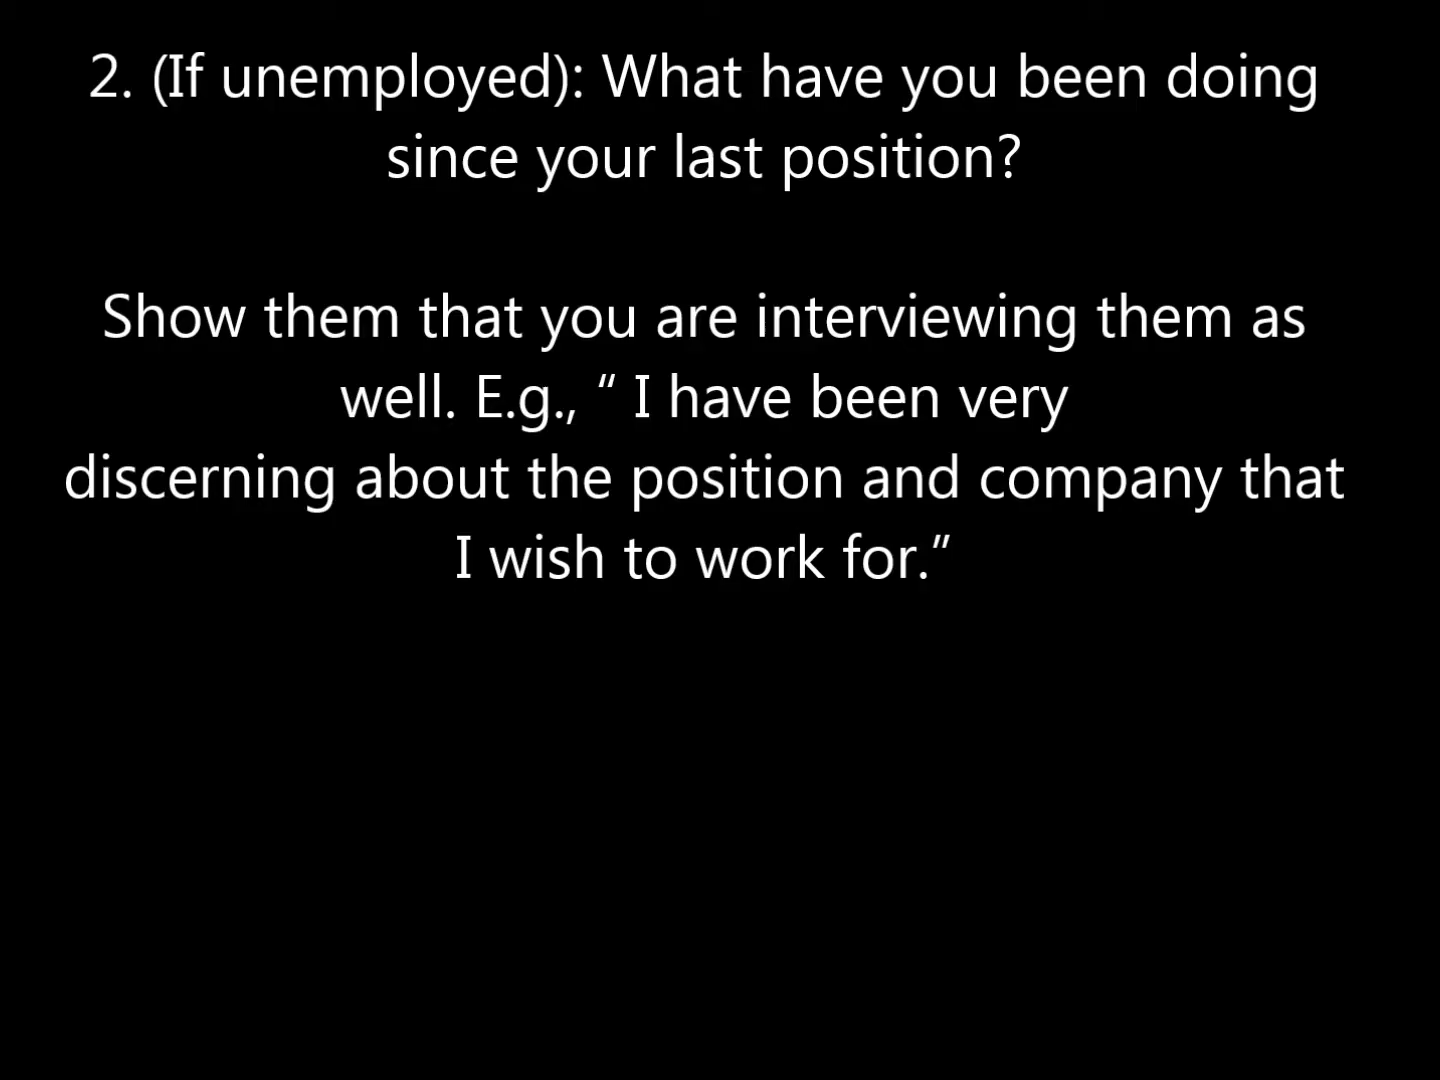 2. (If unemployed): What have you been doing
since your last position?
Show them that you are interviewing them as
well. E.g., “ I have been very
discerning about the position and company that
I wish to work for.”